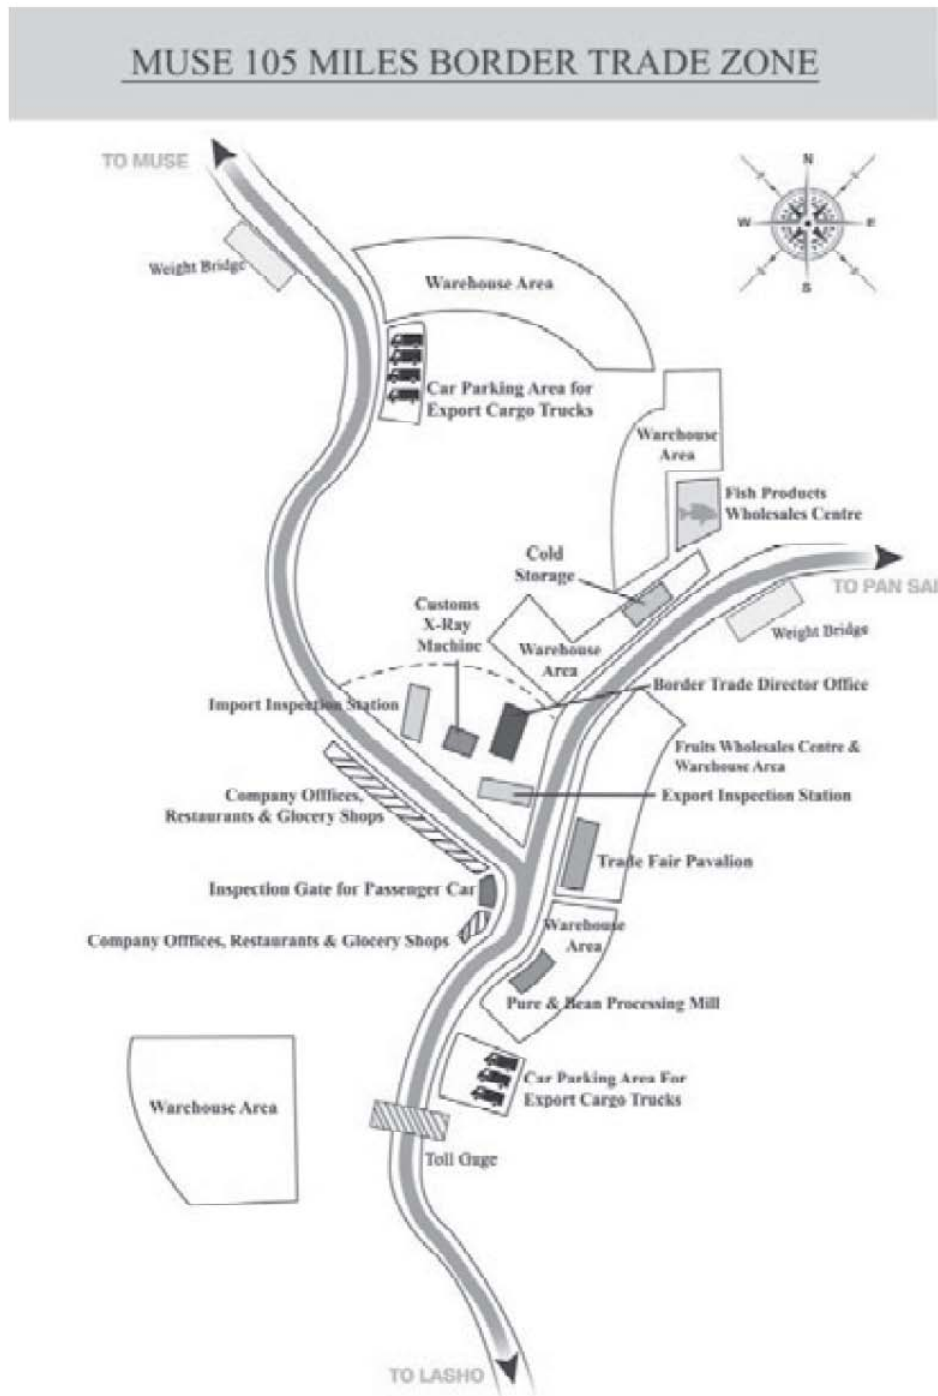 MUSE 105 MILES BORDER TRADE ZONE
TO MUSE
N
W
E
S
Weight Bridge
Warehouse Area
Car Parking Area for
Export Cargo Trucks
Warehouse
Area
Fish Products
Wholesales Centre
Cold
Storage
TO PAN SAI
Customs
X-Ray
Machine
Weight Bridge
Warehouse
Area
Border Trade Director Office
Import Inspection Station
Fruits Wholesales Centre &
Warehouse Area
Company Offfices,
Restaurants & Glocery Shops
Export Inspection Station
Trade Fair Pavalion
Inspection Gate for Passenger Car
Warehouse
Area
Company Offfices, Restaurants & Glocery Shops
Pure & Bean Processing Mill
Car Parking Area For
Export Cargo Trucks
Warehouse Area
Toll Gage
TO LASHO